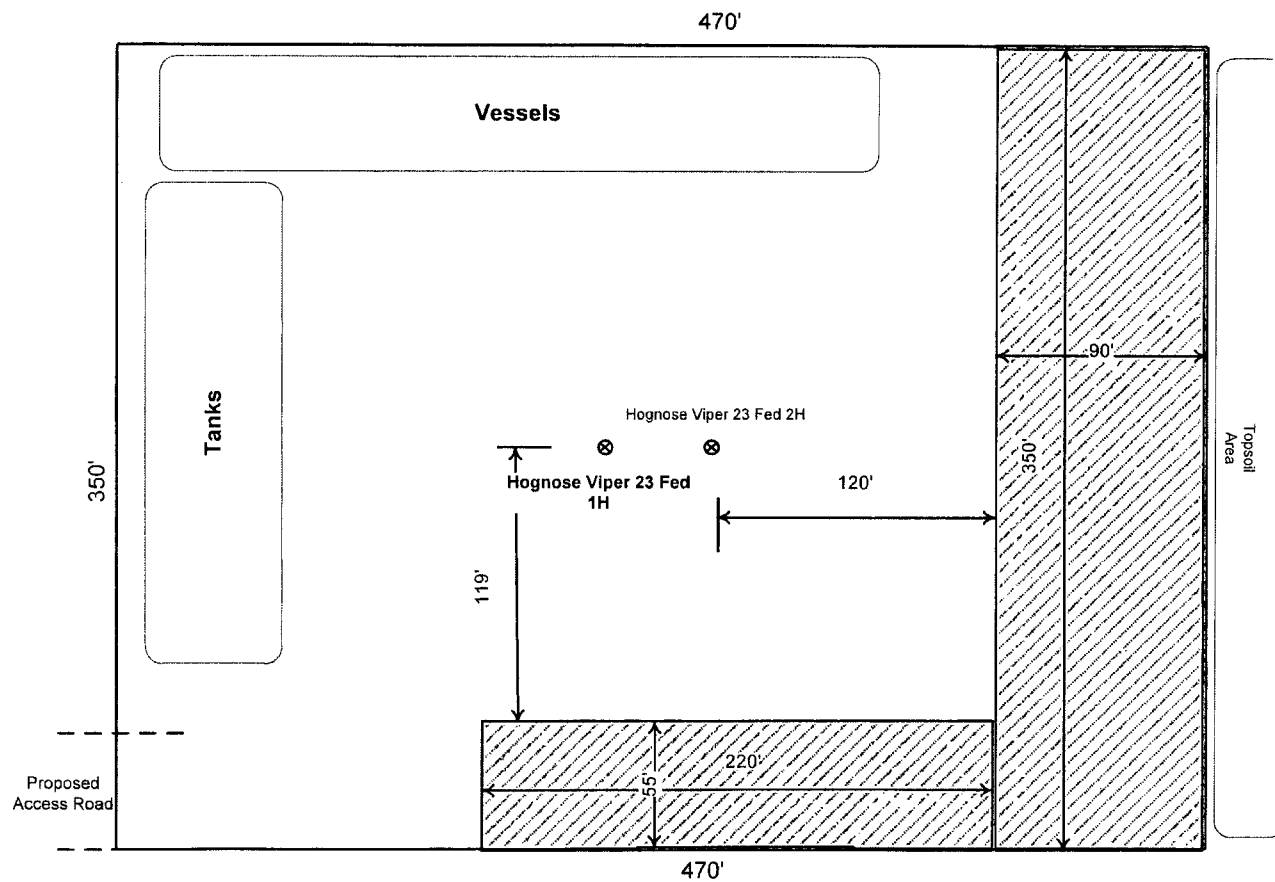 470'
Vessels
Tanks
350'
90'
350'
Topsoil
Area
Hognose Viper 23 Fed 2H
Hognose Viper 23 Fed
1H
120'
119'
220'
55'
Proposed
Access Road
470'